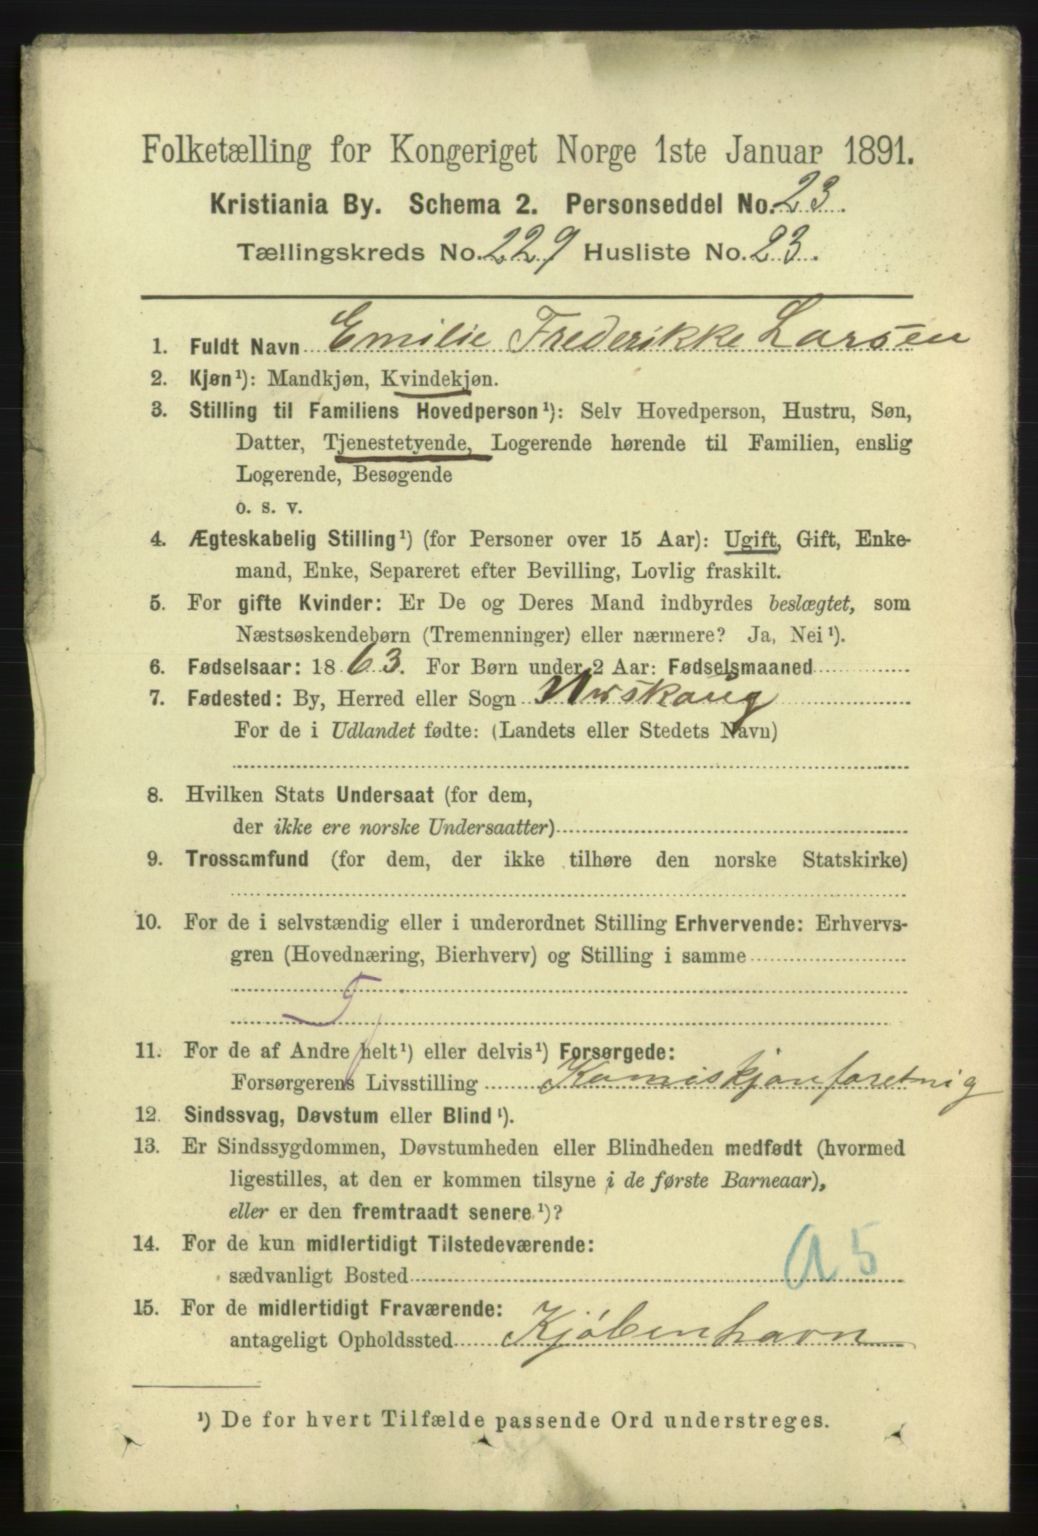 Folketælling for Kongeriget Norge 1ste Januar 1891.
Kristiania By. Schema 2. Personseddel No. 23.
Tællingskreds No. 229 Husliste No. 23.
1. Fuldt Navn Emilie Frederikke Larsen
2. Kjøn¹): Mandkjøn, Kvindekjøn.
3. Stilling til Familiens Hovedperson¹): Selv Hovedperson, Hustru, Søn,
Datter, Tjenestetyende, Logerende hørende til Familien, enslig
Logerende, Besøgende
o. s. v.
4. Ægteskabelig Stilling¹) (for Personer over 15 Aar): Ugift, Gift, Enke-
mand, Enke, Separeret efter Bevilling, Lovlig fraskilt.
5. For gifte Kvinder: Er De og Deres Mand indbyrdes beslægtet, som
Næstsøskendebørn (Tremenninger) eller nærmere? Ja, Nei¹).
6. Fødselsaar: 1863. For Børn under 2 Aar: Fødselsmaaned
7. Fødested: By, Herred eller Sogn Urskaug
For de i Udlandet fødte: (Landets eller Stedets Navn)
8. Hvilken Stats Undersaat (for dem,
der ikke ere norske Undersaatter)
9. Trossamfund (for dem, der ikke tilhøre den norske Statskirke)
10. For de i selvstændig eller i underordnet Stilling Erhvervende: Erhvervs-
gren (Hovednæring, Bierhverv) og Stilling i samme
11. For de af Andre helt¹) eller delvis¹) Forsørgede:
Forsørgerens Livsstilling Komiskjonforetnig
12. Sindssvag, Døvstum eller Blind¹).
13. Er Sindssygdommen, Døvstumheden eller Blindheden medfødt (hvormed
ligestilles, at den er kommen tilsyne i de første Barneaar),
eller er den fremtraadt senere¹)?
14. For de kun midlertidigt Tilstedeværende:
a5
sædvanligt Bosted
15. For de midlertidigt Fraværende:
antageligt Opholdssted Kjøbenhavn
¹) De for hvert Tilfælde passende Ord understreges.